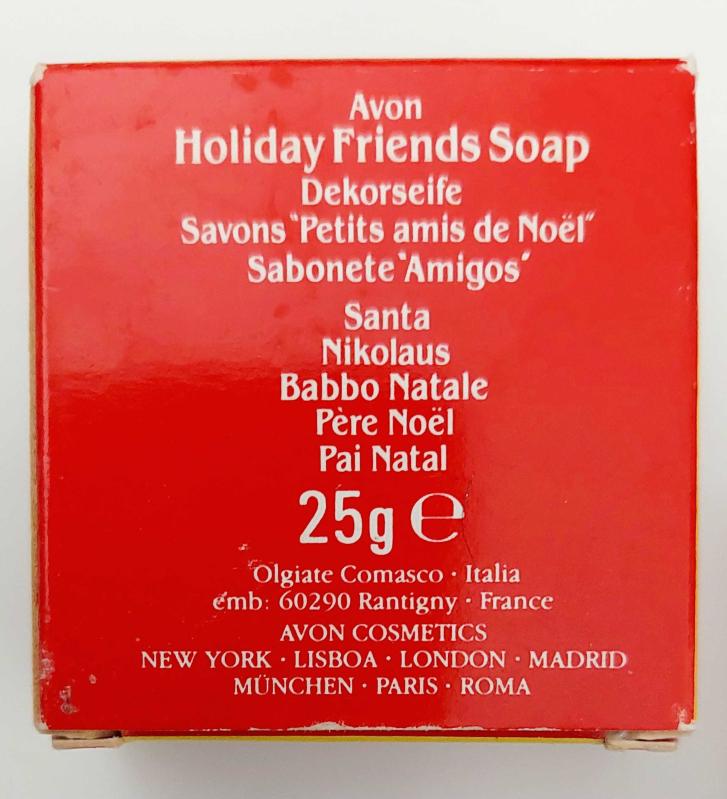 Avon
Holiday Friends Soap
Dekorseife
Savons "Petits amis de Noël"
Sabonete 'Amigos'
Santa
Nikolaus
Babbo Natale
Père Noël
Pai Natal
25g ℮
Olgiate Comasco · Italia
emb: 60290 Rantigny · France
AVON COSMETICS
NEW YORK · LISBOA · LONDON · MADRID
MÜNCHEN · PARIS · ROMA